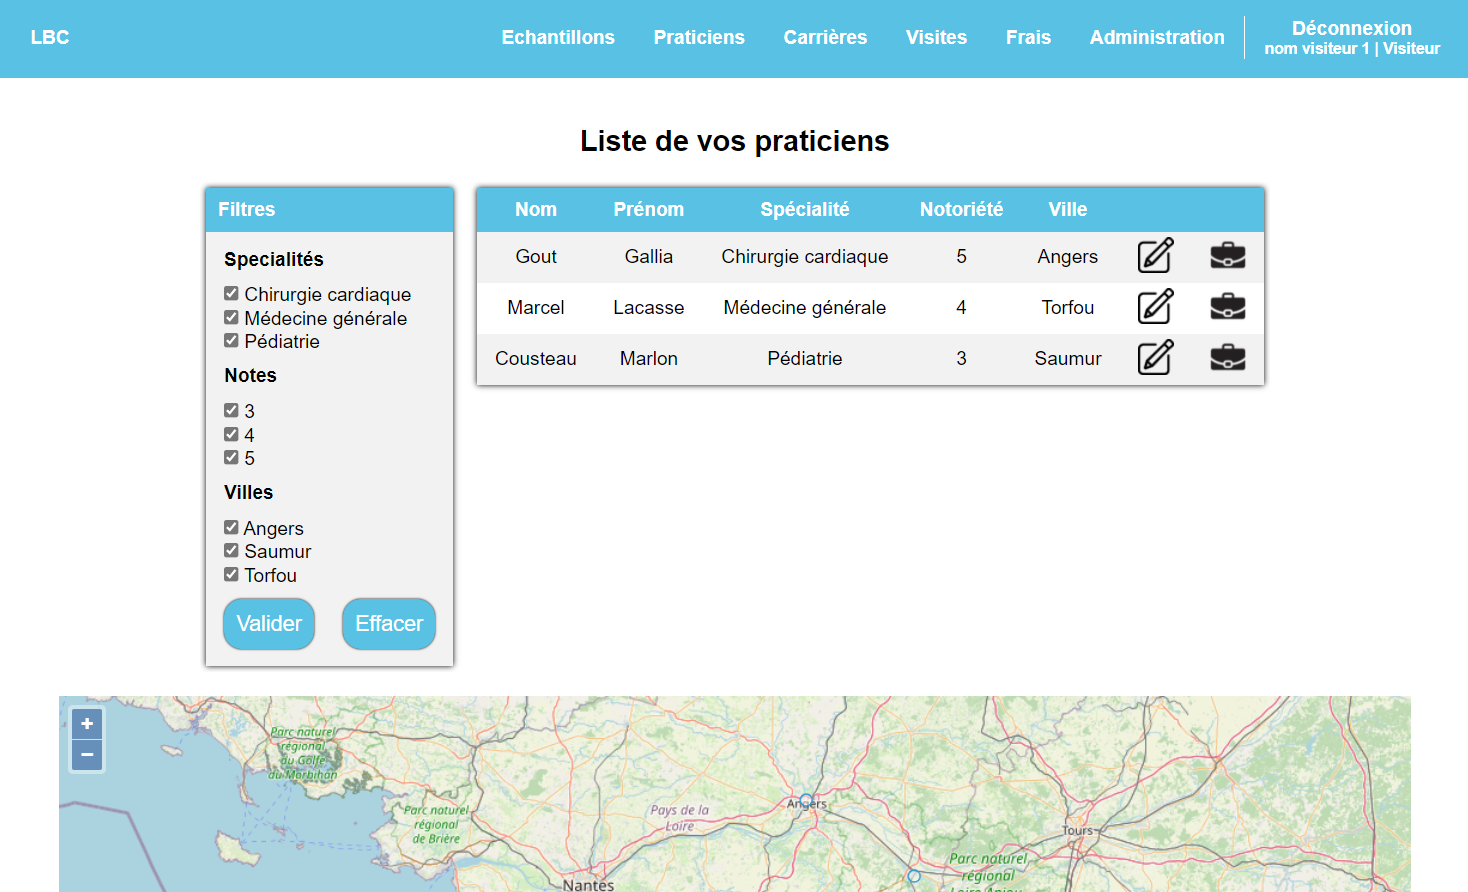 LBC
Echantillons Praticiens Carrières Visites Frais Administration
Déconnexion
nom visiteur 1 | Visiteur
Liste de vos praticiens
Filtres
Specialités
Chirurgie cardiaque
Médecine générale
Pédiatrie
Notes
3
4
5
Villes
Angers
Saumur
Torfou
Valider Effacer
Nom Prénom Spécialité Notoriété Ville
Gout Gallia Chirurgie cardiaque 5 Angers
Marcel Lacasse Médecine générale 4 Torfou
Cousteau Marlon Pédiatrie 3 Saumur
+
−
Parc naturel
régional
du Golfe
du Morbihan
Parc naturel
régional
de Brière
Pays de la
Loire
Angers
Tours
Parc naturel
régional
Loire-Anjou
Nantes